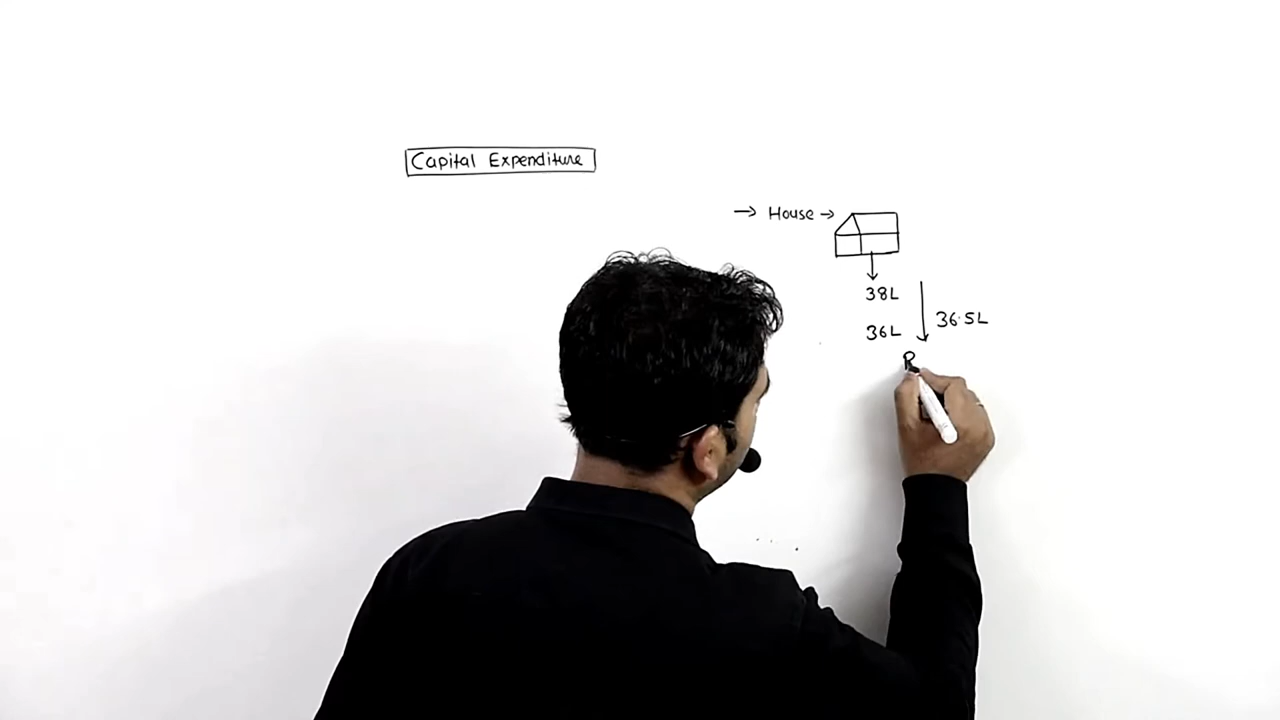 Capital Expenditure
→ House →
38L
36L
36.5L
R